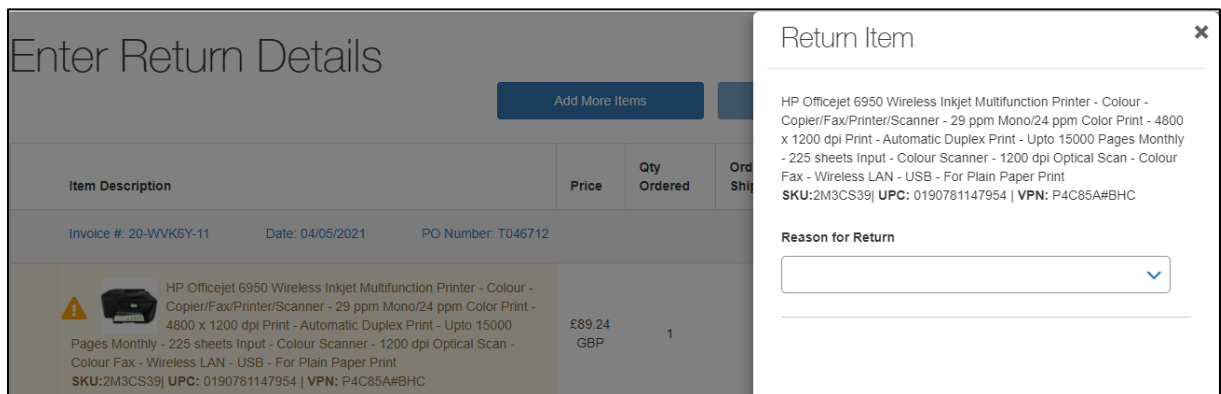 Enter Return Details
Add More Items
Item Description
Price
Qty
Ordered
Ord
Ship
Invoice #: 20-WVK6Y-11 Date: 04/05/2021 PO Number: T046712
HP Officejet 6950 Wireless Inkjet Multifunction Printer - Colour -
Copier/Fax/Printer/Scanner - 29 ppm Mono/24 ppm Color Print -
4800 x 1200 dpi Print - Automatic Duplex Print - Upto 15000
Pages Monthly - 225 sheets Input - Colour Scanner - 1200 dpi Optical Scan -
Colour Fax - Wireless LAN - USB - For Plain Paper Print
SKU:2M3CS39| UPC: 0190781147954 | VPN: P4C85A#BHC
£89.24
GBP
1
Return Item
HP Officejet 6950 Wireless Inkjet Multifunction Printer - Colour -
Copier/Fax/Printer/Scanner - 29 ppm Mono/24 ppm Color Print - 4800
x 1200 dpi Print - Automatic Duplex Print - Upto 15000 Pages Monthly
- 225 sheets Input - Colour Scanner - 1200 dpi Optical Scan - Colour
Fax - Wireless LAN - USB - For Plain Paper Print
SKU:2M3CS39| UPC: 0190781147954 | VPN: P4C85A#BHC
Reason for Return